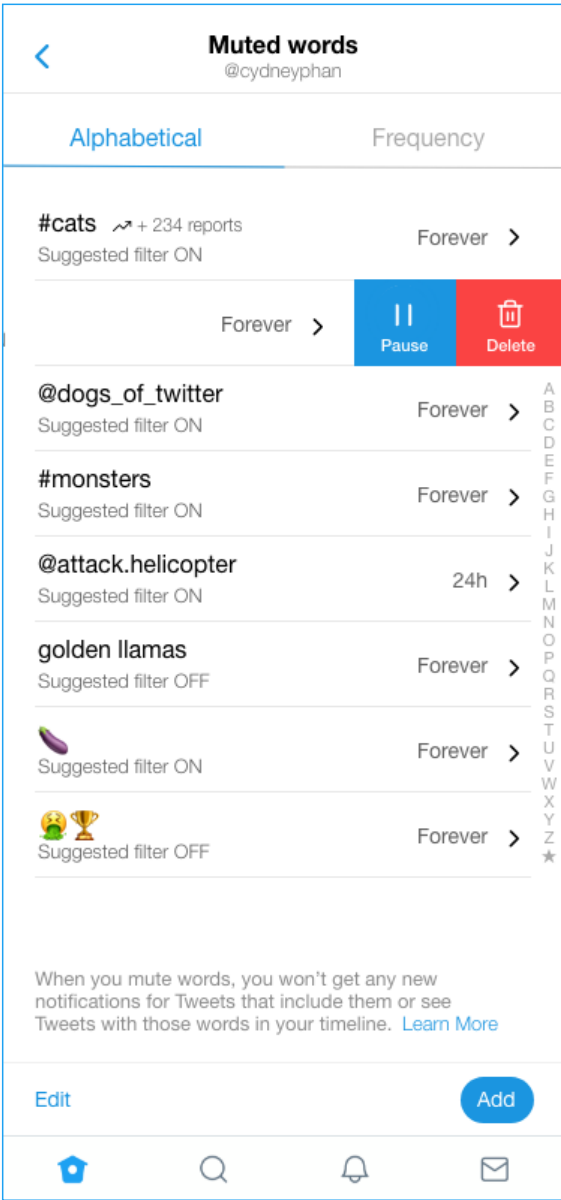 Muted words
@cydneyphan
Alphabetical Frequency
#cats + 234 reports
Suggested filter ON
Forever
Forever
Pause
Delete
@dogs_of_twitter
Suggested filter ON
Forever
#monsters
Suggested filter ON
Forever
@attack.helicopter
Suggested filter ON
24h
golden llamas
Suggested filter OFF
Forever
🍆
Suggested filter ON
Forever
🤮🏆
Suggested filter OFF
Forever
A
B
C
D
E
F
G
H
I
J
K
L
M
N
O
P
Q
R
S
T
U
V
W
X
Y
Z
★
When you mute words, you won’t get any new
notifications for Tweets that include them or see
Tweets with those words in your timeline. Learn More
Edit
Add